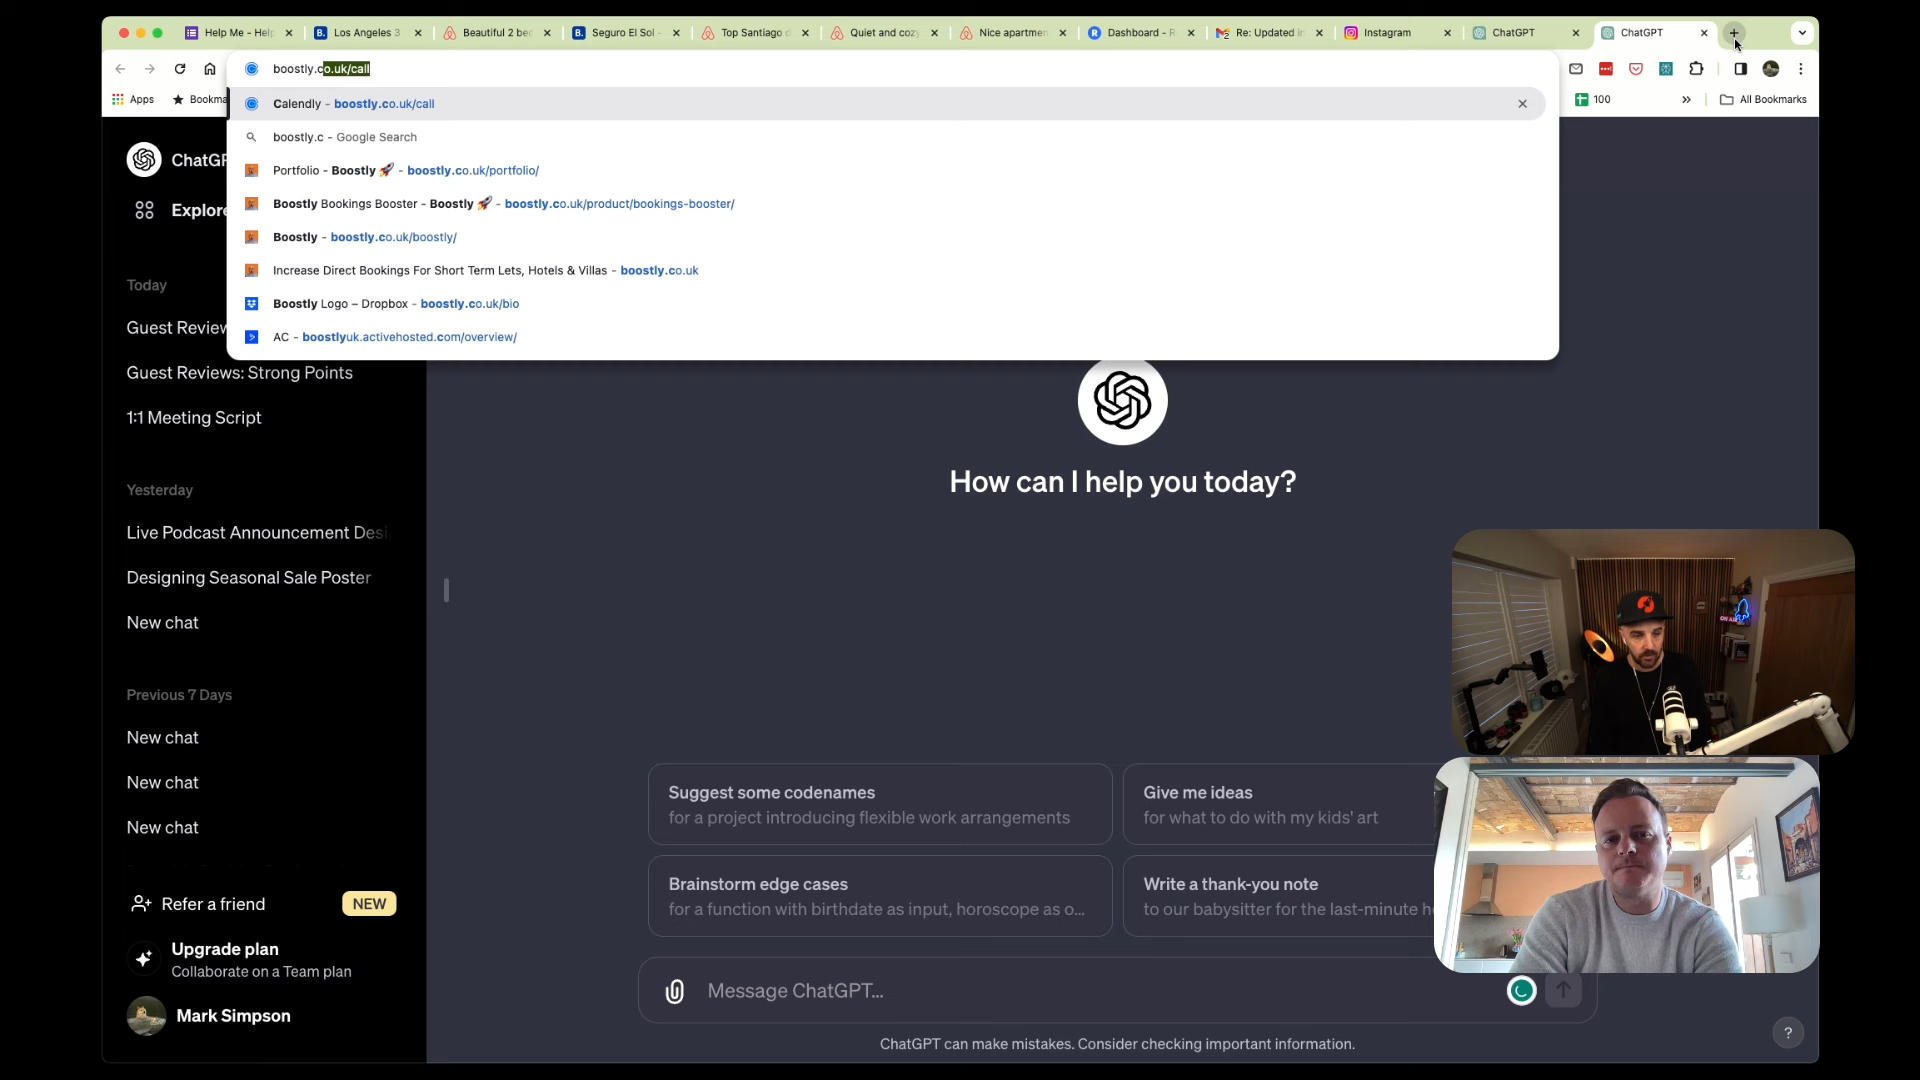 Help Me - Help
Los Angeles 3
Beautiful 2 bed
Seguro El Sol -
Top Santiago d
Quiet and cozy
Nice apartmen
Dashboard - R
Re: Updated in
Instagram
ChatGPT
ChatGPT
boostly.co.uk/call
Apps
Bookma
100
»
All Bookmarks
Calendly - boostly.co.uk/call
boostly.c - Google Search
Portfolio - Boostly 🚀 - boostly.co.uk/portfolio/
Boostly Bookings Booster - Boostly 🚀 - boostly.co.uk/product/bookings-booster/
Boostly - boostly.co.uk/boostly/
Increase Direct Bookings For Short Term Lets, Hotels & Villas - boostly.co.uk
Boostly Logo – Dropbox - boostly.co.uk/bio
AC - boostlyuk.activehosted.com/overview/
ChatGP
Explore
Today
Guest Review
Guest Reviews: Strong Points
1:1 Meeting Script
Yesterday
Live Podcast Announcement Desi
Designing Seasonal Sale Poster
New chat
Previous 7 Days
New chat
New chat
New chat
Refer a friend
NEW
Upgrade plan
Collaborate on a Team plan
Mark Simpson
How can I help you today?
Suggest some codenames
for a project introducing flexible work arrangements
Give me ideas
for what to do with my kids' art
Brainstorm edge cases
for a function with birthdate as input, horoscope as o...
Write a thank-you note
to our babysitter for the last-minute h
Message ChatGPT...
ChatGPT can make mistakes. Consider checking important information.
?
ON AIR